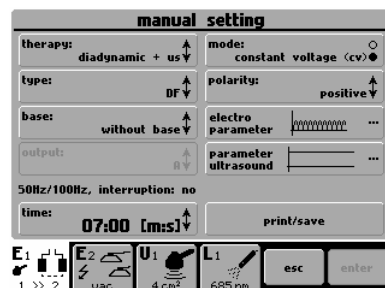 manual setting
therapy:
diadynamic + us
mode:
constant voltage (cv)
type:
DF
polarity:
positive
base:
without base
electro
parameter ...
output:
A
parameter
ultrasound ...
50Hz/100Hz, interruption: no
time:
07:00 [m:s]
print/save
E1
1 >> 2
E2
vac.
U1
4 cm²
L1
685 nm
esc
enter